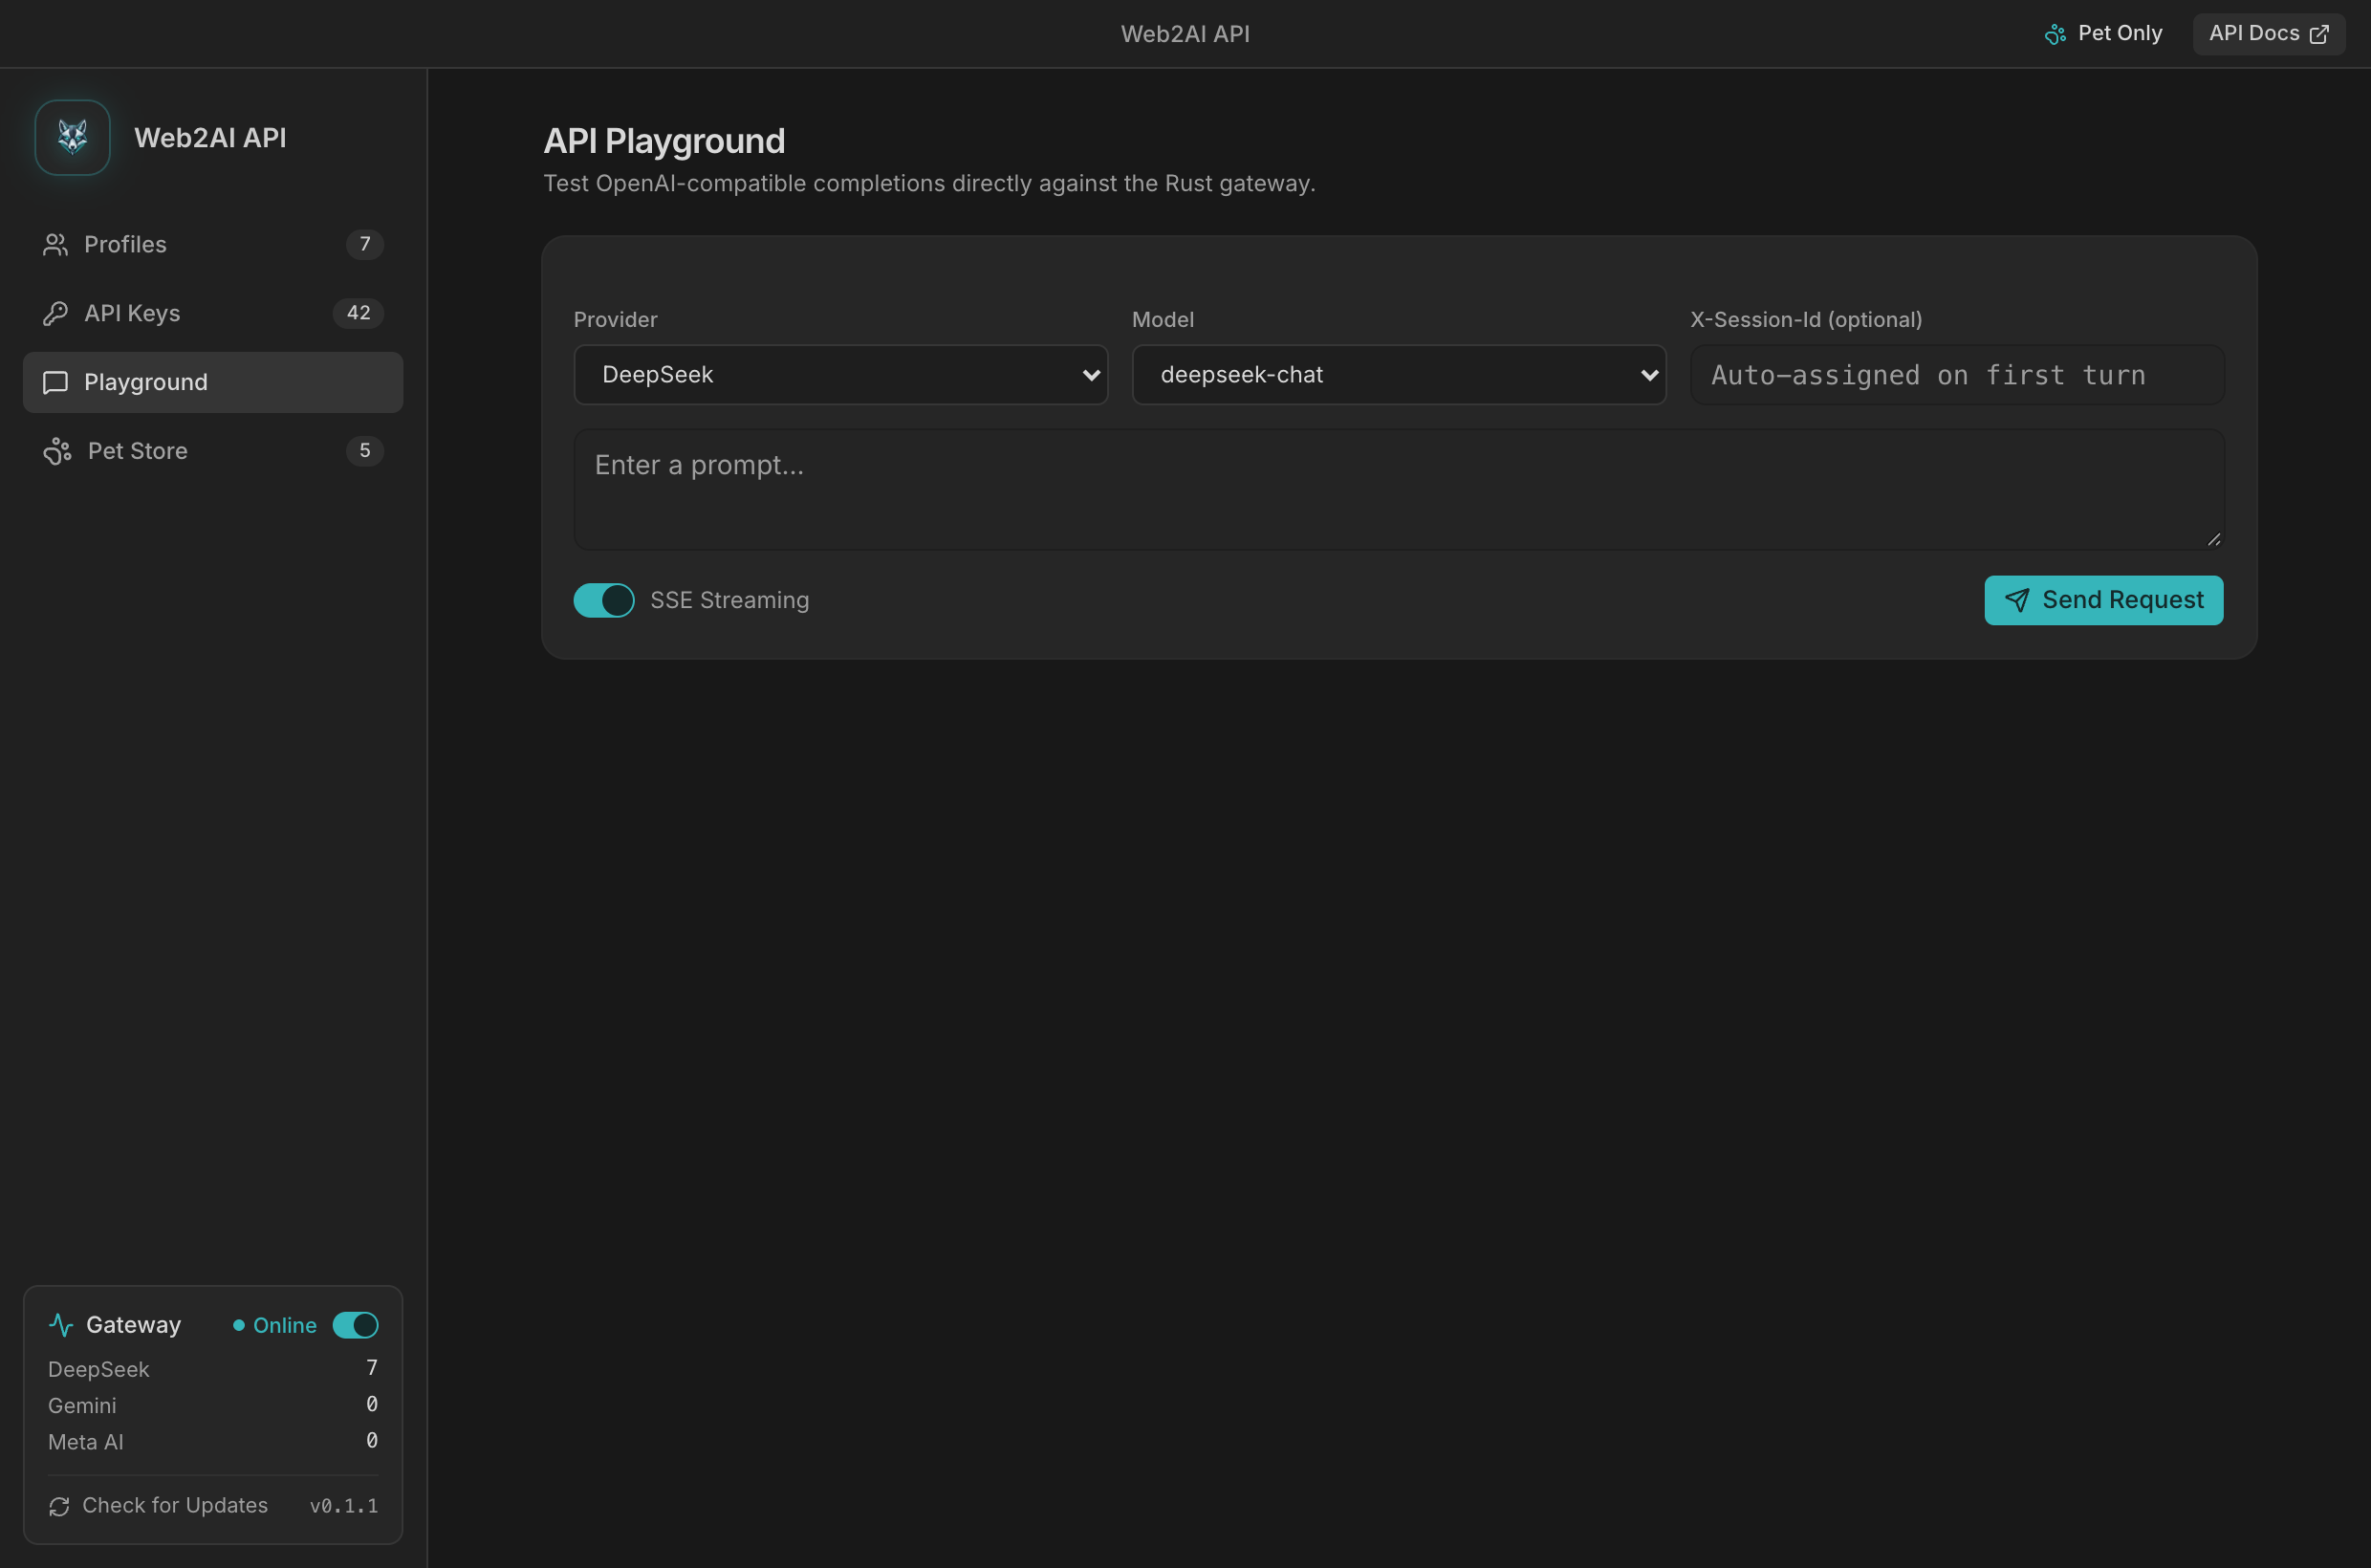 Web2AI API
Pet Only
API Docs
Web2AI API
Profiles 7
API Keys 42
Playground
Pet Store 5
API Playground
Test OpenAI-compatible completions directly against the Rust gateway.
Provider
Model
X-Session-Id (optional)
DeepSeek
deepseek-chat
Auto-assigned on first turn
Enter a prompt...
SSE Streaming
Send Request
Gateway
Online
DeepSeek 7
Gemini 0
Meta AI 0
Check for Updates v0.1.1